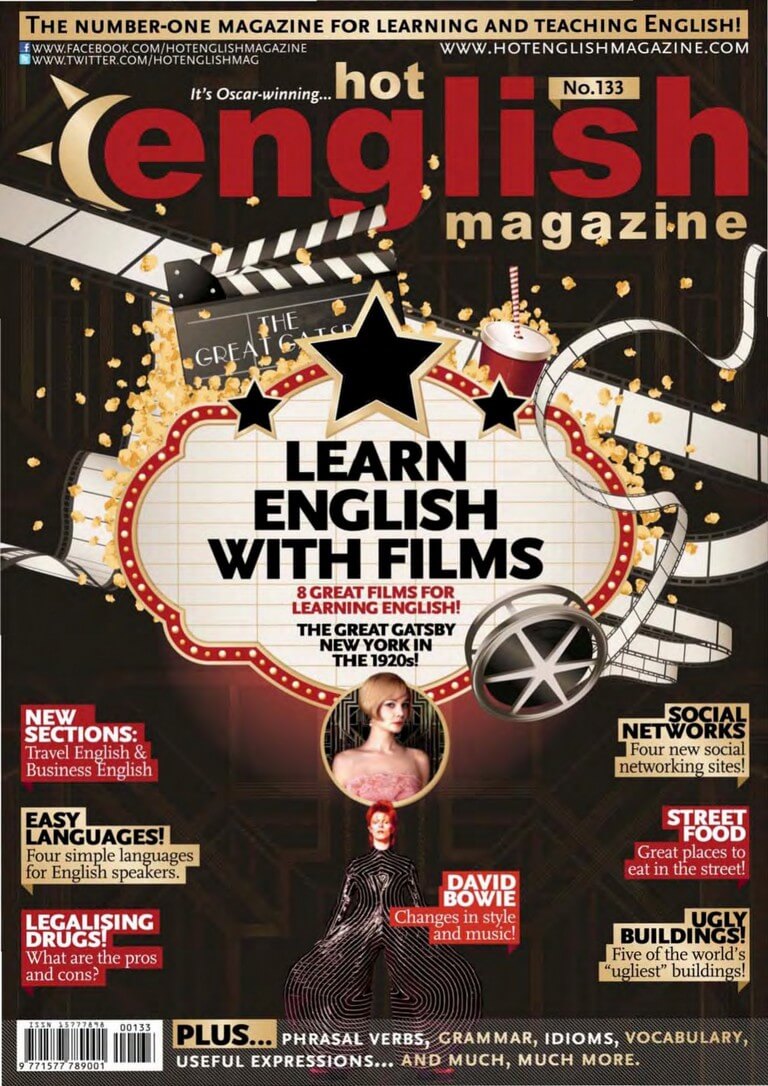 THE NUMBER-ONE MAGAZINE FOR LEARNING AND TEACHING ENGLISH!
WWW.FACEBOOK.COM/HOTENGLISHMAGAZINE
WWW.TWITTER.COM/HOTENGLISHMAG
WWW.HOTENGLISHMAGAZINE.COM
It's Oscar-winning...
hot
No.133
english
magazine
THE
GREAT GATSB
LEARN
ENGLISH
WITH FILMS
8 GREAT FILMS FOR
LEARNING ENGLISH!
THE GREAT GATSBY
NEW YORK IN
THE 1920s!
NEW
SECTIONS:
Travel English &
Business English
SOCIAL
NETWORKS
Four new social
networking sites!
EASY
LANGUAGES!
Four simple languages
for English speakers.
STREET
FOOD
Great places to
eat in the street!
DAVID
BOWIE
Changes in style
and music!
LEGALISING
DRUGS!
What are the pros
and cons?
UGLY
BUILDINGS!
Five of the world's
“ugliest” buildings!
ISSN 15777898
00133
9 771577 789001
PLUS... PHRASAL VERBS, GRAMMAR, IDIOMS, VOCABULARY,
USEFUL EXPRESSIONS... AND MUCH, MUCH MORE.